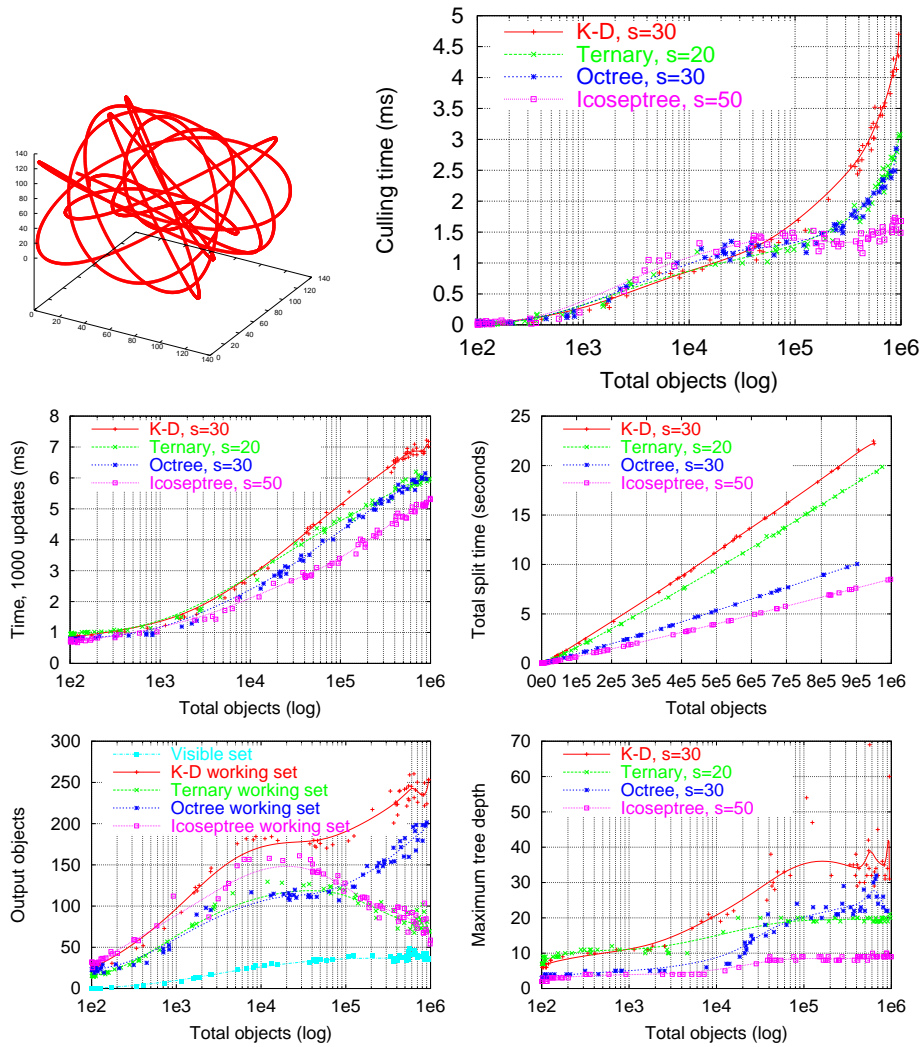 140
120
100
80
60
40
20
0
0
20
40
60
80
100
120
140
0
20
40
60
80
100
120
140
5
4.5
4
3.5
3
2.5
2
1.5
1
0.5
0
Culling time (ms)
K-D, s=30
Ternary, s=20
Octree, s=30
Icoseptree, s=50
1e2 1e3 1e4 1e5 1e6
Total objects (log)
8
7
6
5
4
3
2
1
0
Time, 1000 updates (ms)
K-D, s=30
Ternary, s=20
Octree, s=30
Icoseptree, s=50
1e2 1e3 1e4 1e5 1e6
Total objects (log)
25
20
15
10
5
0
Total split time (seconds)
K-D, s=30
Ternary, s=20
Octree, s=30
Icoseptree, s=50
0e0 1e5 2e5 3e5 4e5 5e5 6e5 7e5 8e5 9e5 1e6
Total objects
300
250
200
150
100
50
0
Output objects
Visible set
K-D working set
Ternary working set
Octree working set
Icoseptree working set
1e2 1e3 1e4 1e5 1e6
Total objects (log)
70
60
50
40
30
20
10
0
Maximum tree depth
K-D, s=30
Ternary, s=20
Octree, s=30
Icoseptree, s=50
1e2 1e3 1e4 1e5 1e6
Total objects (log)